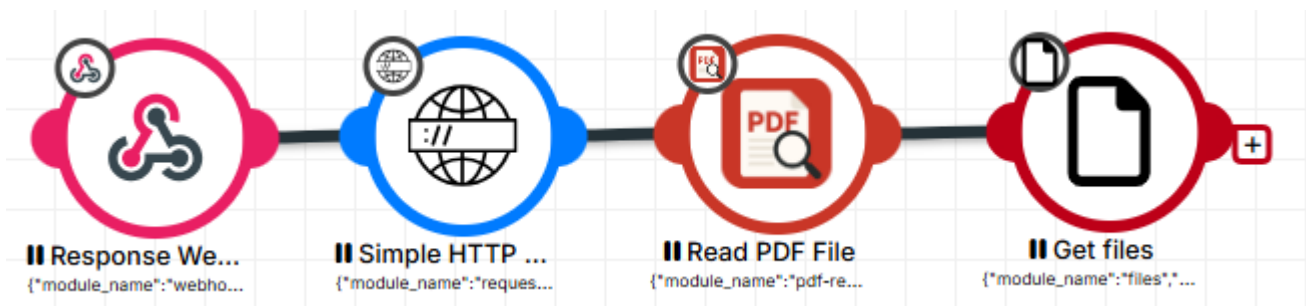 ://
PDF
Response We...
{"module_name":"webho...
Simple HTTP ...
{"module_name":"reques...
Read PDF File
{"module_name":"pdf-re...
Get files
{"module_name":"files","...